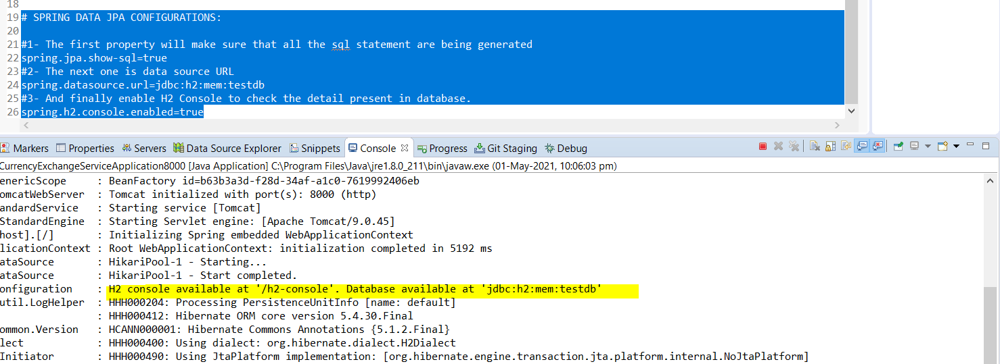 18
19 # SPRING DATA JPA CONFIGURATIONS:
20
21 #1- The first property will make sure that all the sql statement are being generated
22 spring.jpa.show-sql=true
23 #2- The next one is data source URL
24 spring.datasource.url=jdbc:h2:mem:testdb
25 #3- And finally enable H2 Console to check the detail present in database.
26 spring.h2.console.enabled=true
Markers Properties Servers Data Source Explorer Snippets Console Progress Git Staging Debug
CurrencyExchangeServiceApplication8000 [Java Application] C:\Program Files\Java\jre1.8.0_211\bin\javaw.exe (01-May-2021, 10:06:03 pm)
enericScope : BeanFactory id=b63b3a3d-f28d-34af-a1c0-7619992406eb
omcatWebServer : Tomcat initialized with port(s): 8000 (http)
andardService : Starting service [Tomcat]
StandardEngine : Starting Servlet engine: [Apache Tomcat/9.0.45]
host].[/] : Initializing Spring embedded WebApplicationContext
licationContext : Root WebApplicationContext: initialization completed in 5192 ms
ataSource : HikariPool-1 - Starting...
ataSource : HikariPool-1 - Start completed.
onfiguration : H2 console available at '/h2-console'. Database available at 'jdbc:h2:mem:testdb'
util.LogHelper : HHH000204: Processing PersistenceUnitInfo [name: default]
: HHH000412: Hibernate ORM core version 5.4.30.Final
ommon.Version : HCANN000001: Hibernate Commons Annotations {5.1.2.Final}
lect : HHH000400: Using dialect: org.hibernate.dialect.H2Dialect
Initiator : HHH000490: Using JtaPlatform implementation: [org.hibernate.engine.transaction.jta.platform.internal.NoJtaPlatform]